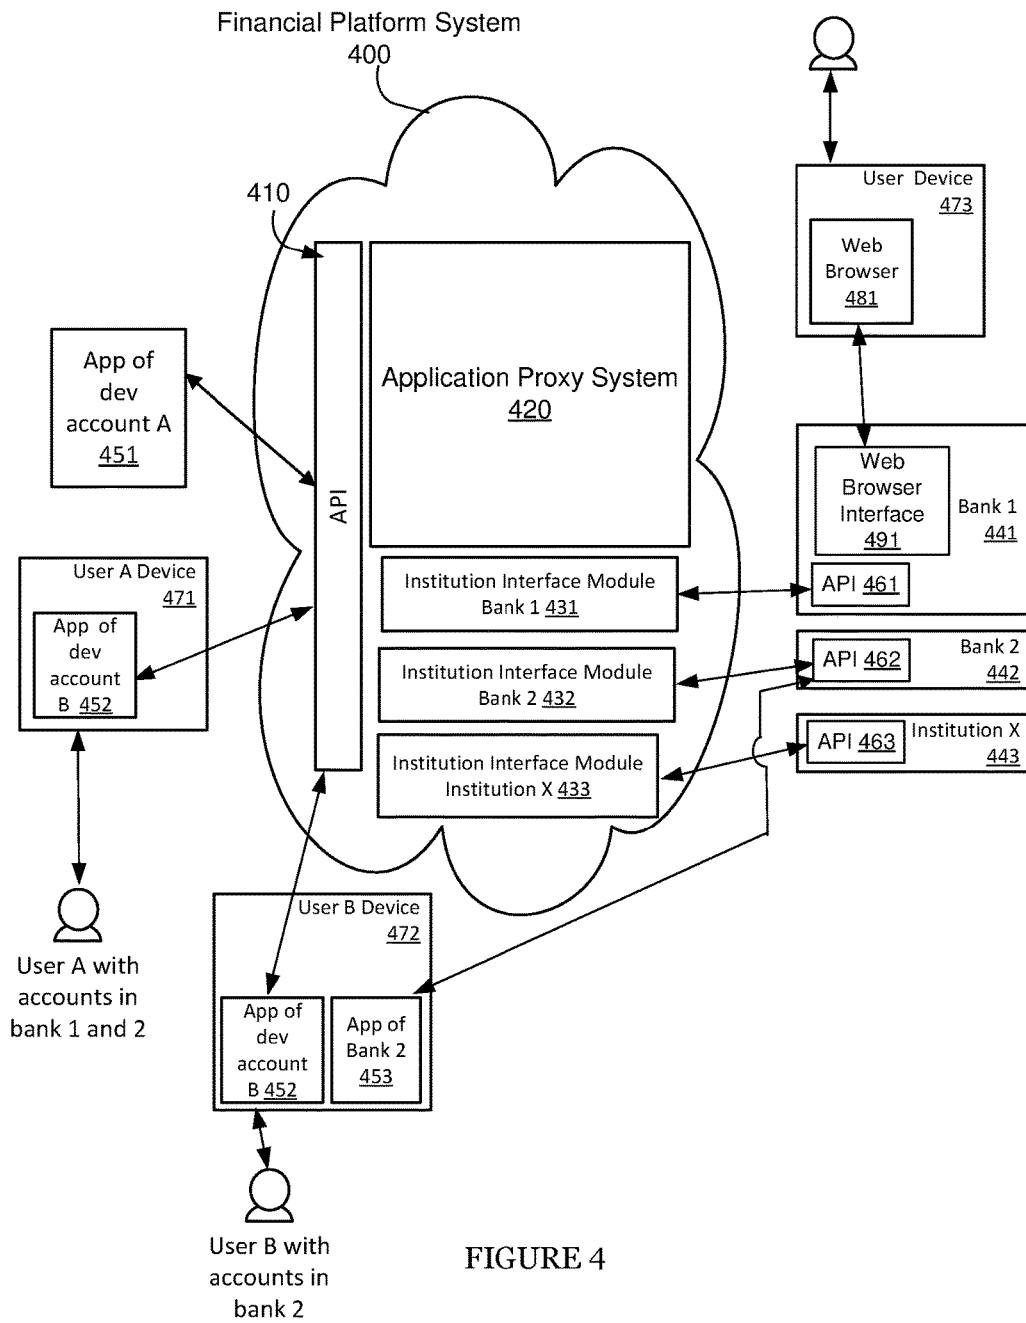 Financial Platform System
400
410
API
Application Proxy System
420
Institution Interface Module
Bank 1 431
Institution Interface Module
Bank 2 432
Institution Interface Module
Institution X 433
App of
dev
account A
451
User A Device
471
App of
dev
account
B 452
User A with
accounts in
bank 1 and 2
User B Device
472
App of
dev
account
B 452
App of
Bank 2
453
User B with
accounts in
bank 2
User Device
473
Web
Browser
481
Web
Browser
Interface
491
Bank 1
441
API 461
API 462
Bank 2
442
API 463
Institution X
443
FIGURE 4